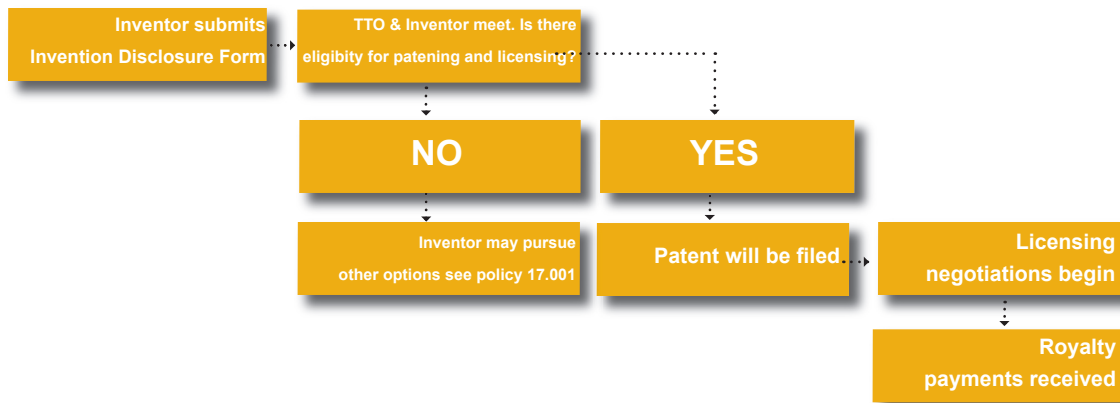 Inventor submits
Invention Disclosure Form
TTO & Inventor meet. Is there
eligibity for patening and licensing?
NO
YES
Inventor may pursue
other options see policy 17.001
Patent will be filed
Licensing
negotiations begin
Royalty
payments received